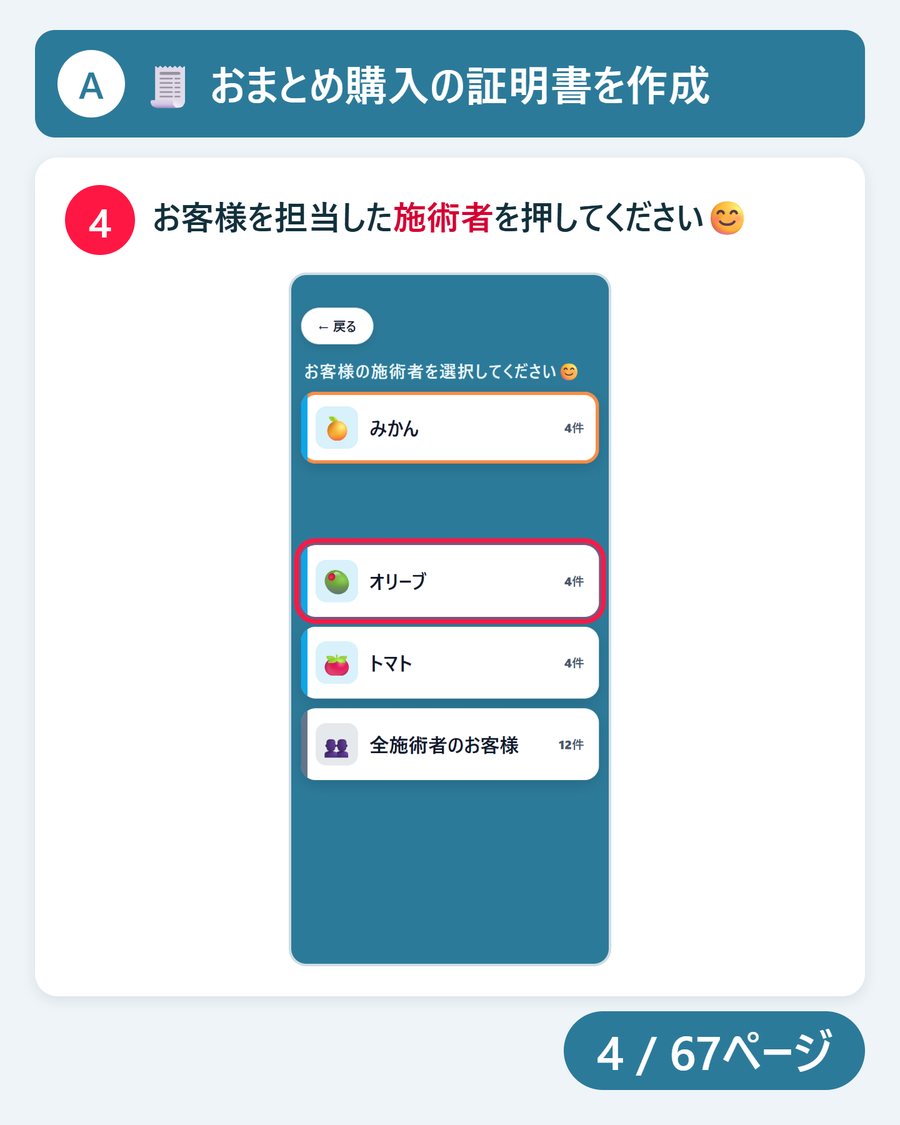 A おまとめ購入の証明書を作成
4 お客様を担当した施術者を押してください
← 戻る
お客様の施術者を選択してください
みかん 4件
オリーブ 4件
トマト 4件
全施術者のお客様 12件
4 / 67ページ